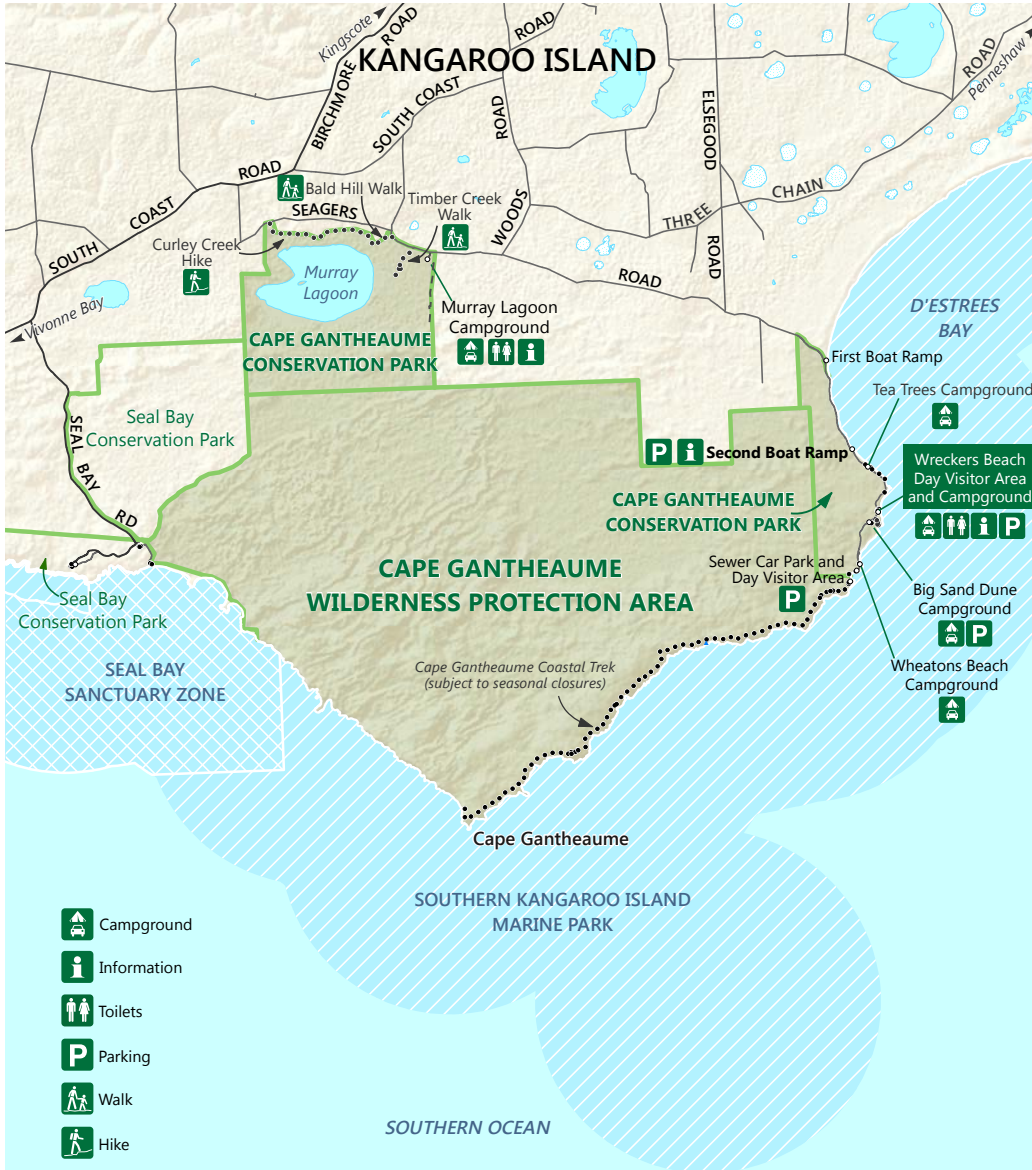 Kingscote
ROAD
KANGAROO ISLAND
ROAD
ROAD
Penneshaw
BIRCHMORE
SOUTH COAST
ROAD
ELSEGOOD
ROAD
SOUTH COAST ROAD
Bald Hill Walk
SEAGERS
Timber Creek
Walk
WOODS
THREE CHAIN
ROAD
ROAD
Curley Creek
Hike
Murray
Lagoon
Vivonne Bay
Murray Lagoon
Campground
i
D'ESTREES
BAY
CAPE GANTHEAUME
CONSERVATION PARK
First Boat Ramp
Tea Trees Campground
Seal Bay
Conservation Park
SEAL BAY RD
P i Second Boat Ramp
Wreckers Beach
Day Visitor Area
and Campground
i P
CAPE GANTHEAUME
CONSERVATION PARK
CAPE GANTHEAUME
WILDERNESS PROTECTION AREA
Sewer Car Park and
Day Visitor Area
P
Big Sand Dune
Campground
P
Seal Bay
Conservation Park
SEAL BAY
SANCTUARY ZONE
Cape Gantheaume Coastal Trek
(subject to seasonal closures)
Wheatons Beach
Campground
Cape Gantheaume
SOUTHERN KANGAROO ISLAND
MARINE PARK
Campground
i Information
Toilets
P Parking
Walk
Hike
SOUTHERN OCEAN